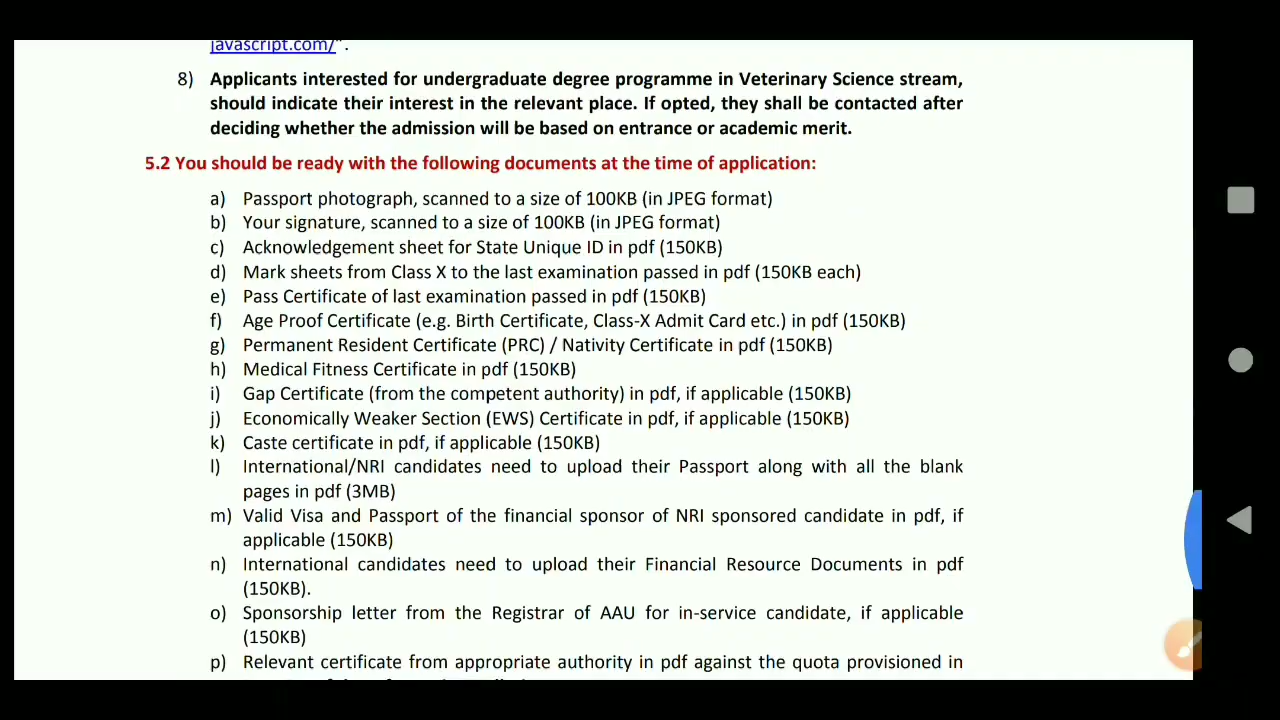 javascript.com/".
8) Applicants interested for undergraduate degree programme in Veterinary Science stream,
should indicate their interest in the relevant place. If opted, they shall be contacted after
deciding whether the admission will be based on entrance or academic merit.
5.2 You should be ready with the following documents at the time of application:
a) Passport photograph, scanned to a size of 100KB (in JPEG format)
b) Your signature, scanned to a size of 100KB (in JPEG format)
c) Acknowledgement sheet for State Unique ID in pdf (150KB)
d) Mark sheets from Class X to the last examination passed in pdf (150KB each)
e) Pass Certificate of last examination passed in pdf (150KB)
f) Age Proof Certificate (e.g. Birth Certificate, Class-X Admit Card etc.) in pdf (150KB)
g) Permanent Resident Certificate (PRC) / Nativity Certificate in pdf (150KB)
h) Medical Fitness Certificate in pdf (150KB)
i) Gap Certificate (from the competent authority) in pdf, if applicable (150KB)
j) Economically Weaker Section (EWS) Certificate in pdf, if applicable (150KB)
k) Caste certificate in pdf, if applicable (150KB)
l) International/NRI candidates need to upload their Passport along with all the blank
pages in pdf (3MB)
m) Valid Visa and Passport of the financial sponsor of NRI sponsored candidate in pdf, if
applicable (150KB)
n) International candidates need to upload their Financial Resource Documents in pdf
(150KB).
o) Sponsorship letter from the Registrar of AAU for in-service candidate, if applicable
(150KB)
p) Relevant certificate from appropriate authority in pdf against the quota provisioned in